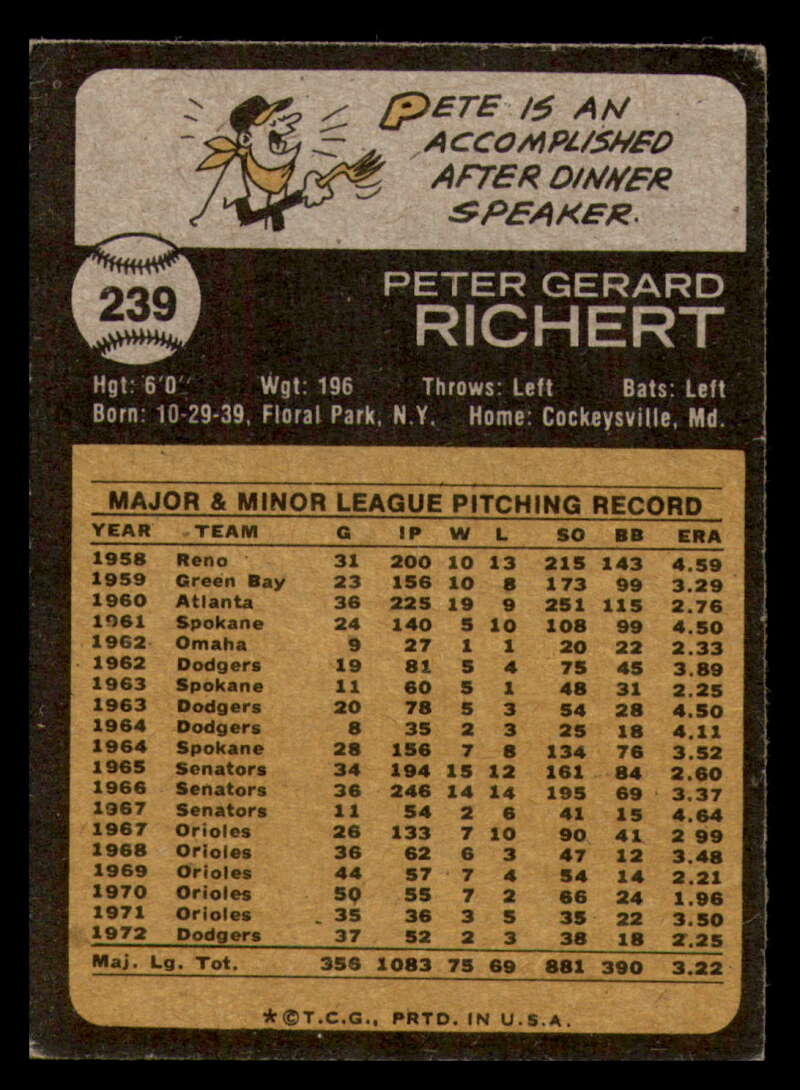 PETE IS AN
ACCOMPLISHED
AFTER DINNER
SPEAKER.
239
PETER GERARD
RICHERT
Hgt: 6'0" Wgt: 196 Throws: Left Bats: Left
Born: 10-29-39, Floral Park, N.Y. Home: Cockeysville, Md.
MAJOR & MINOR LEAGUE PITCHING RECORD
YEAR TEAM G IP W L SO BB ERA
1958 Reno 31 200 10 13 215 143 4.59
1959 Green Bay 23 156 10 8 173 99 3.29
1960 Atlanta 36 225 19 9 251 115 2.76
1961 Spokane 24 140 5 10 108 99 4.50
1962 Omaha 9 27 1 1 20 22 2.33
1962 Dodgers 19 81 5 4 75 45 3.89
1963 Spokane 11 60 5 1 48 31 2.25
1963 Dodgers 20 78 5 3 54 28 4.50
1964 Dodgers 8 35 2 3 25 18 4.11
1964 Spokane 28 156 7 8 134 76 3.52
1965 Senators 34 194 15 12 161 84 2.60
1966 Senators 36 246 14 14 195 69 3.37
1967 Senators 11 54 2 6 41 15 4.64
1967 Orioles 26 133 7 10 90 41 2 99
1968 Orioles 36 62 6 3 47 12 3.48
1969 Orioles 44 57 7 4 54 14 2.21
1970 Orioles 50 55 7 2 66 24 1.96
1971 Orioles 35 36 3 5 35 22 3.50
1972 Dodgers 37 52 2 3 38 18 2.25
Maj. Lg. Tot. 356 1083 75 69 881 390 3.22
*©T.C.G., PRTD. IN U.S.A.